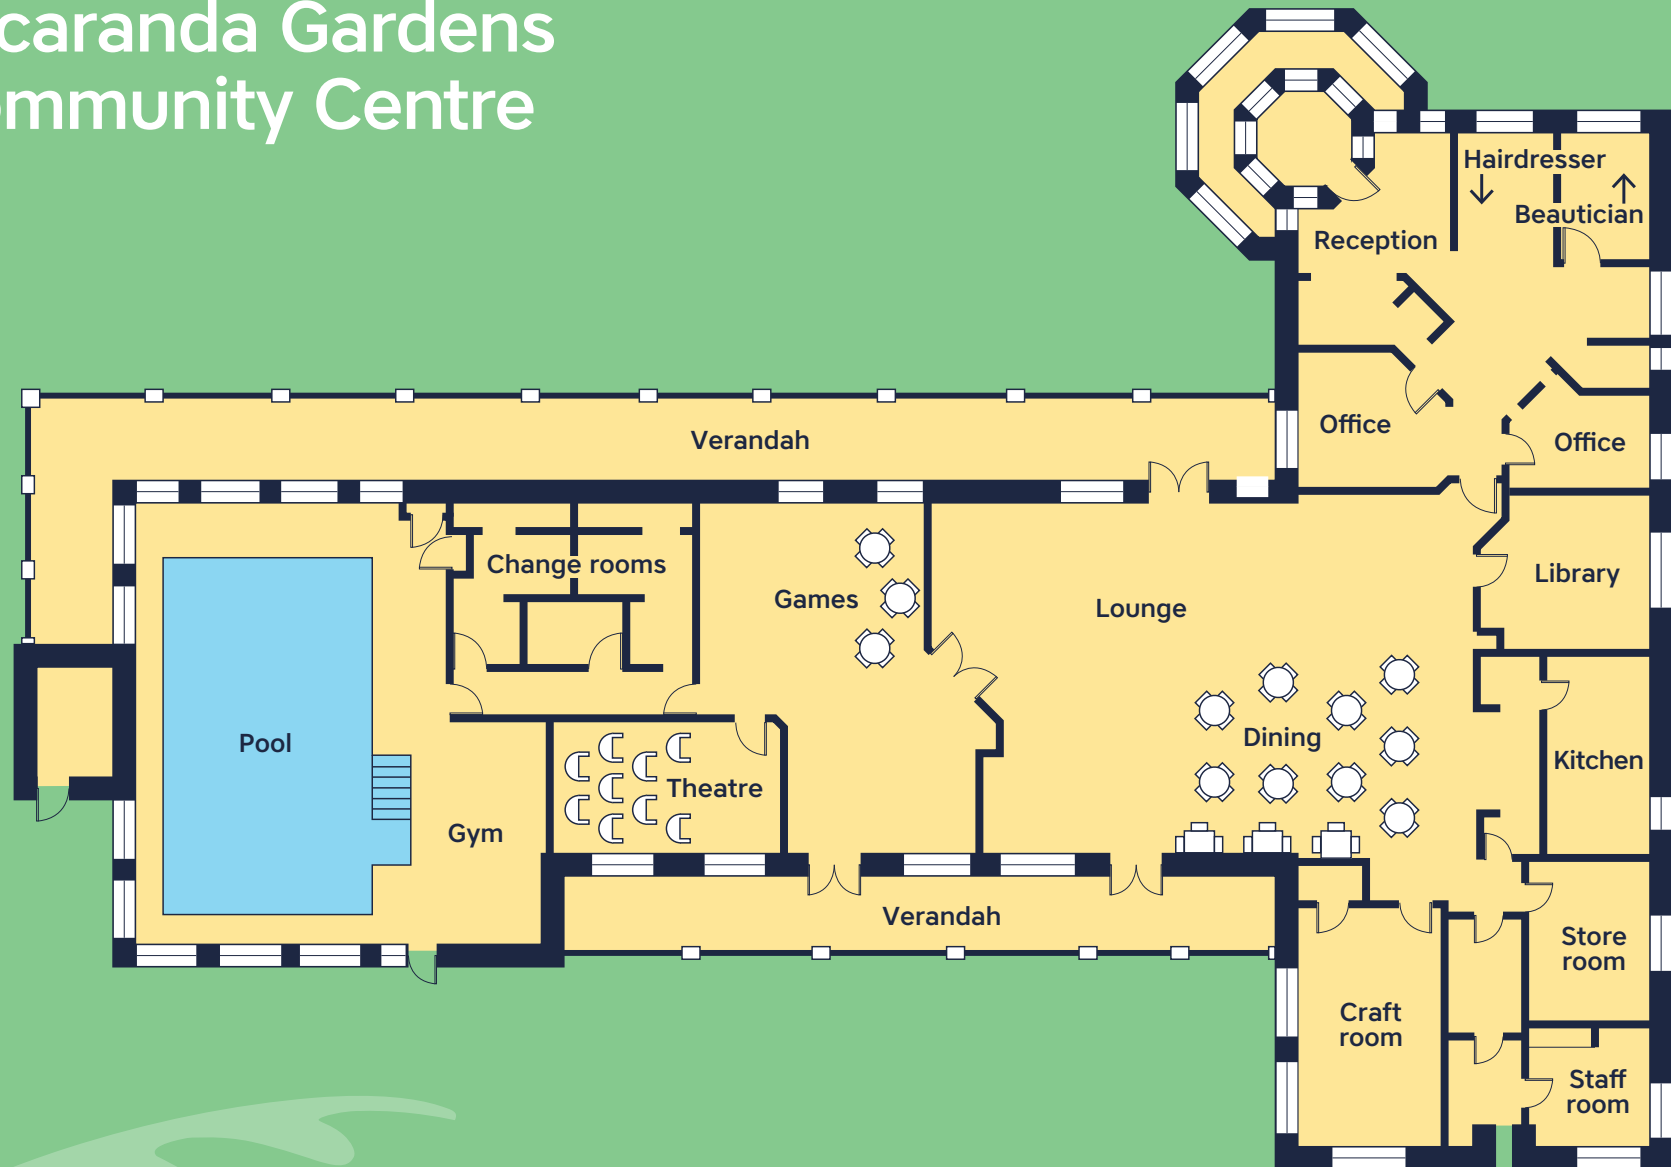 caranda Gardens
mmunity Centre
Hairdresser
Beautician
Reception
Office
Office
Verandah
Change rooms
Games
Lounge
Library
Pool
Dining
Kitchen
Theatre
Gym
Verandah
Store
room
Craft
room
Staff
room